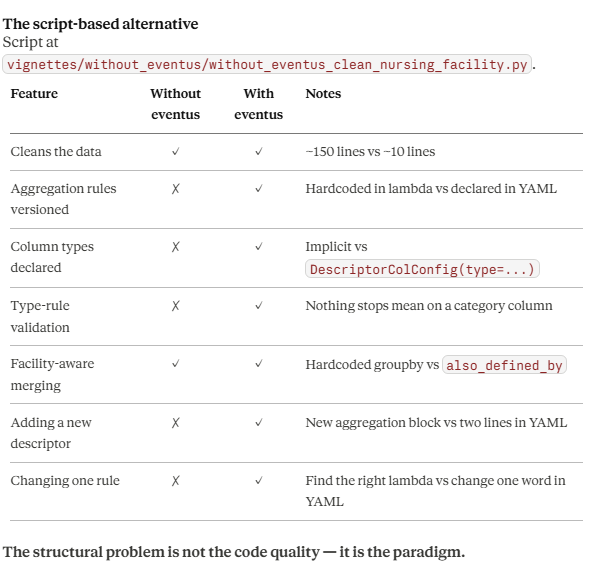 The script-based alternative
Script at
vignettes/without_eventus/without_eventus_clean_nursing_facility.py.
Feature Without With Notes
eventus eventus
Cleans the data ✓ ✓ ~150 lines vs ~10 lines
Aggregation rules ✗ ✓ Hardcoded in lambda vs declared in YAML
versioned
Column types ✗ ✓ Implicit vs
declared DescriptorColConfig(type=...)
Type-rule ✗ ✓ Nothing stops mean on a category column
validation
Facility-aware ✓ ✓ Hardcoded groupby vs also_defined_by
merging
Adding a new ✗ ✓ New aggregation block vs two lines in YAML
descriptor
Changing one rule ✗ ✓ Find the right lambda vs change one word in
YAML
The structural problem is not the code quality — it is the paradigm.